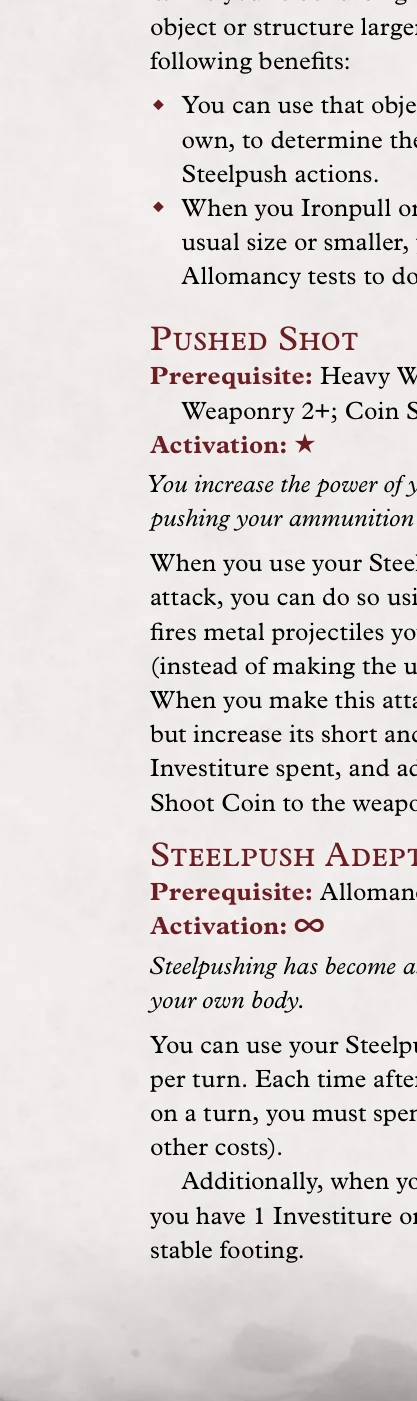 object or structure large
following benefits:
◆ You can use that obje
own, to determine the
Steelpush actions.
◆ When you Ironpull or
usual size or smaller,
Allomancy tests to do
Pushed Shot
Prerequisite: Heavy W
Weaponry 2+; Coin S
Activation: ★
You increase the power of y
pushing your ammunition
When you use your Steel
attack, you can do so usi
fires metal projectiles yo
(instead of making the u
When you make this atta
but increase its short and
Investiture spent, and ad
Shoot Coin to the weapo
Steelpush Adept
Prerequisite: Alloman
Activation: ∞
Steelpushing has become a
your own body.
You can use your Steelpu
per turn. Each time after
on a turn, you must spen
other costs).
Additionally, when yo
you have 1 Investiture or
stable footing.